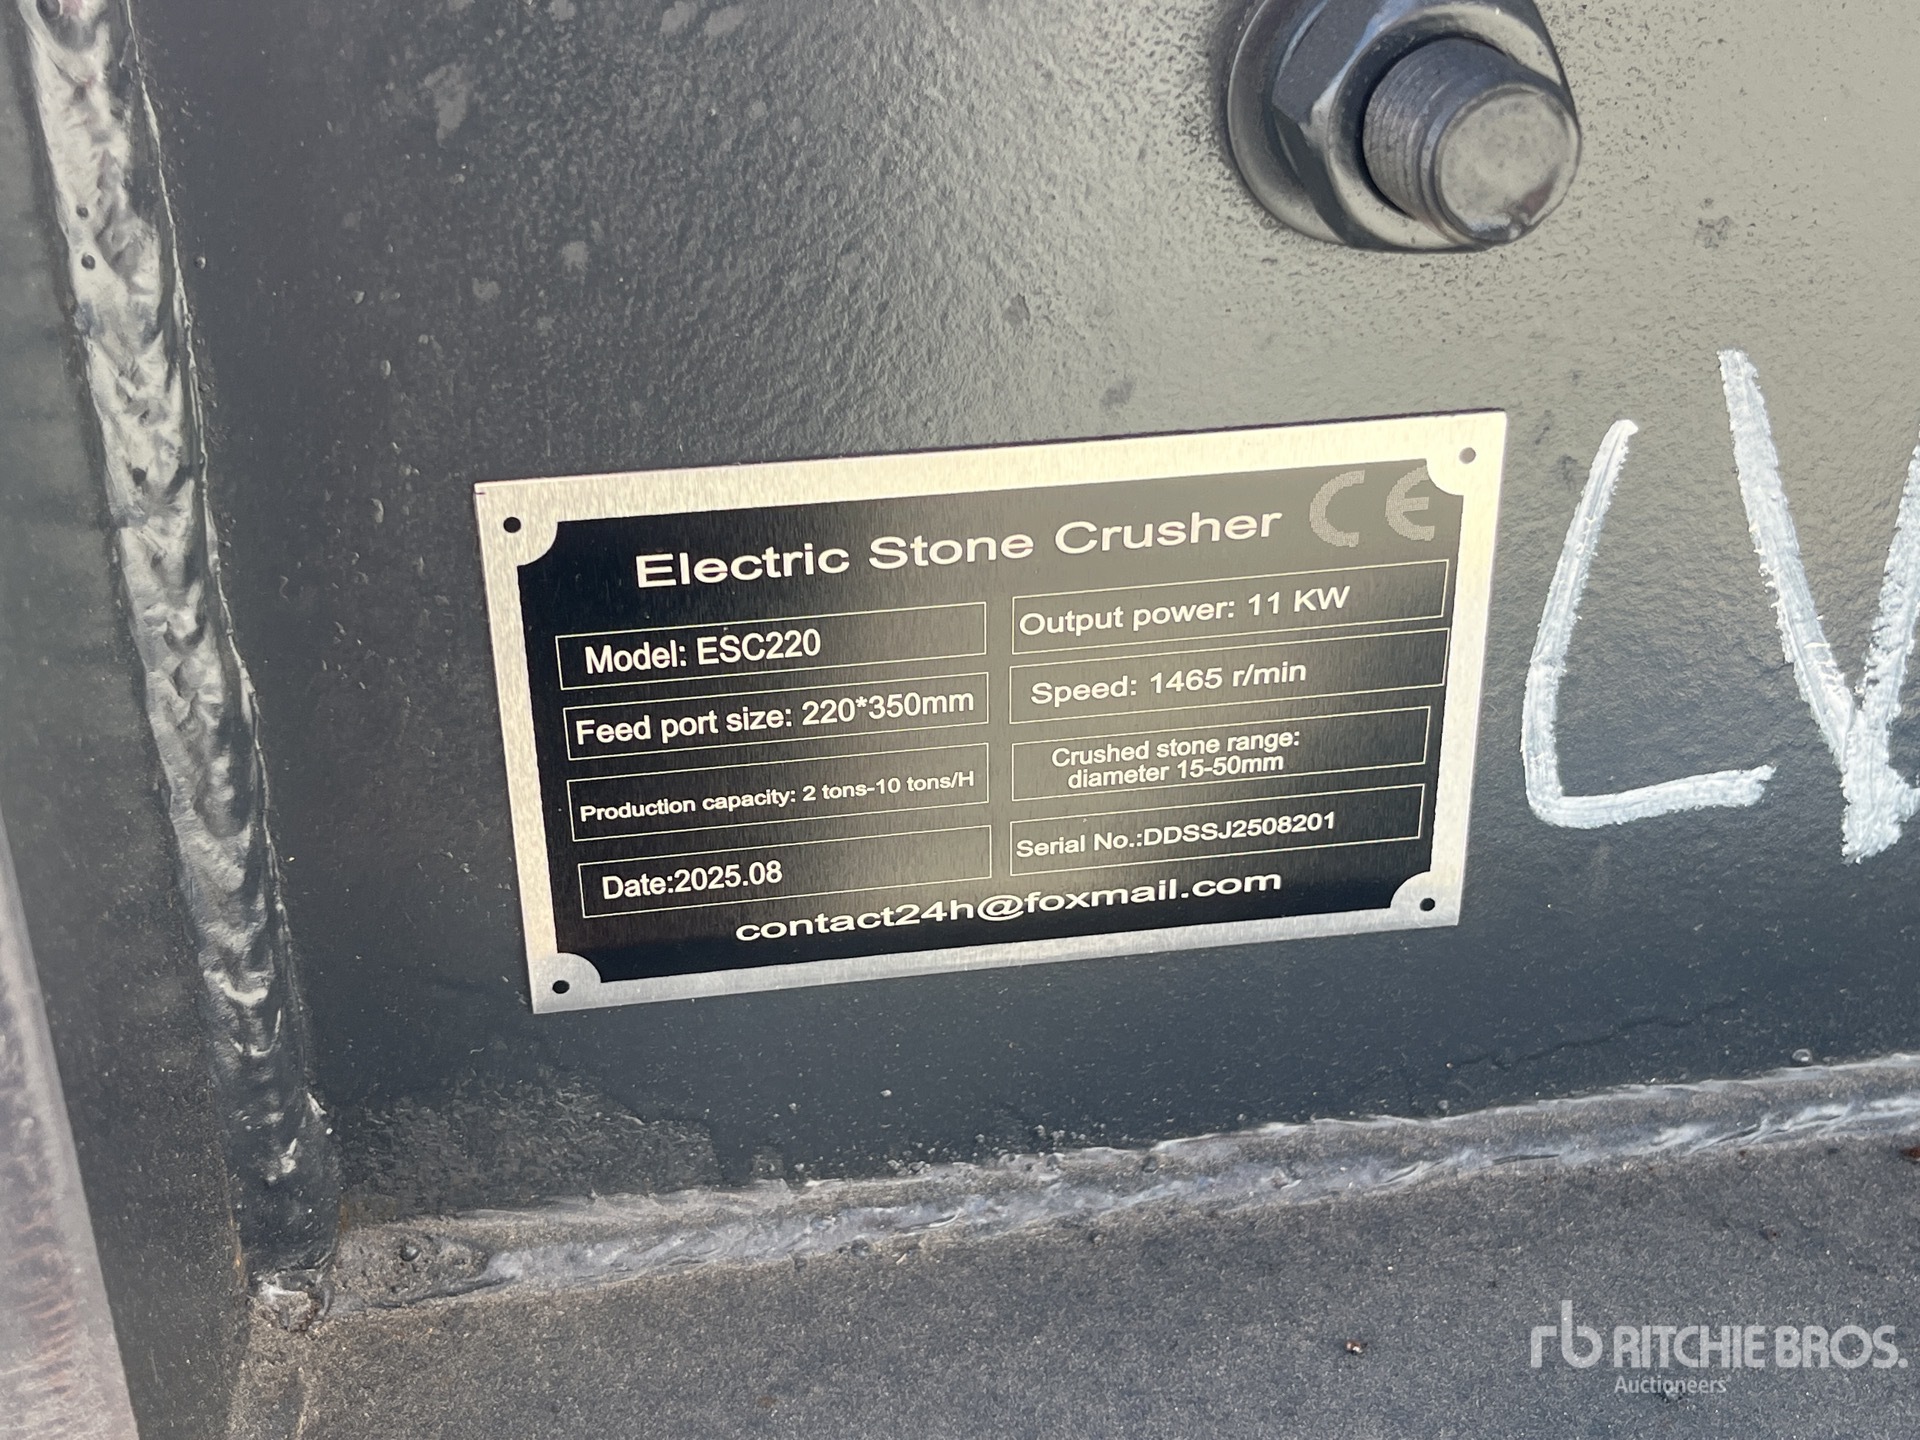 Electric Stone Crusher CE
Model: ESC220
Output power: 11 KW
Feed port size: 220*350mm
Speed: 1465 r/min
Production capacity: 2 tons-10 tons/H
Crushed stone range:
diameter 15-50mm
Date:2025.08
Serial No.:DDSSJ2508201
contact24h@foxmail.com
rb RITCHIE BROS.
Auctioneers